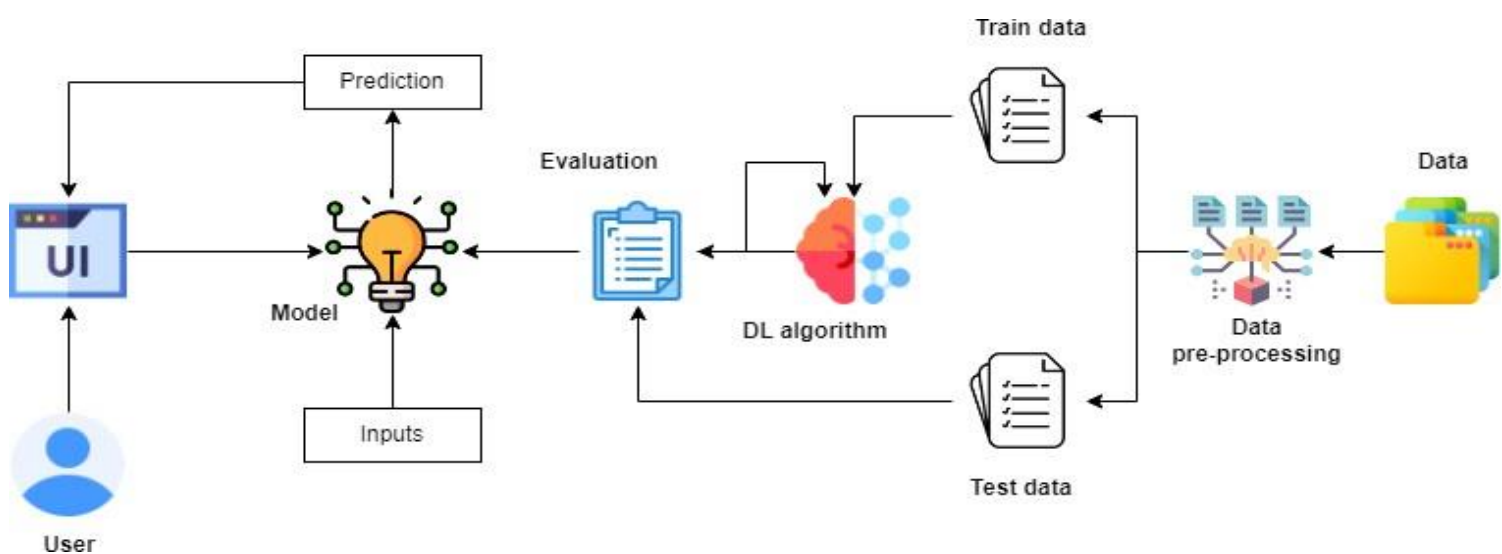 Train data
Prediction
Evaluation
Data
UI
Model
DL algorithm
Data
pre-processing
Inputs
Test data
User